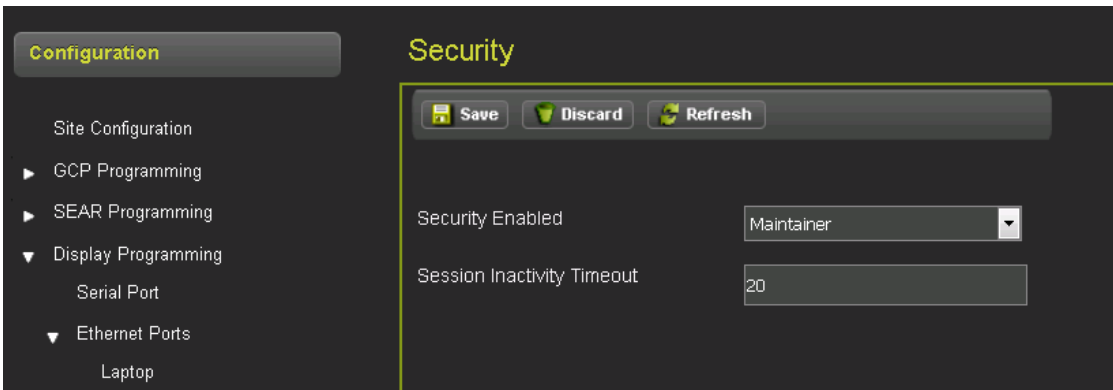 Configuration
Site Configuration
GCP Programming
SEAR Programming
Display Programming
Serial Port
Ethernet Ports
Laptop
Security
Save Discard Refresh
Security Enabled Maintainer
Session Inactivity Timeout 20